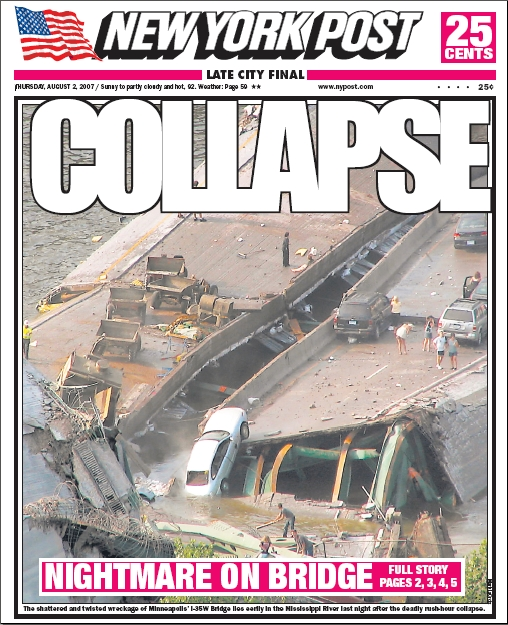 NEW YORK POST
25
CENTS
LATE CITY FINAL
THURSDAY, AUGUST 2, 2007 / Sunny to partly cloudy and hot, 92. Weather: Page 59 ★★ www.nypost.com • • • • 25¢
COLLAPSE
NIGHTMARE ON BRIDGE
FULL STORY
PAGES 2, 3, 4, 5
The shattered and twisted wreckage of Minneapolis' I-35W Bridge lies eerily in the Mississippi River last night after the deadly rush-hour collapse.